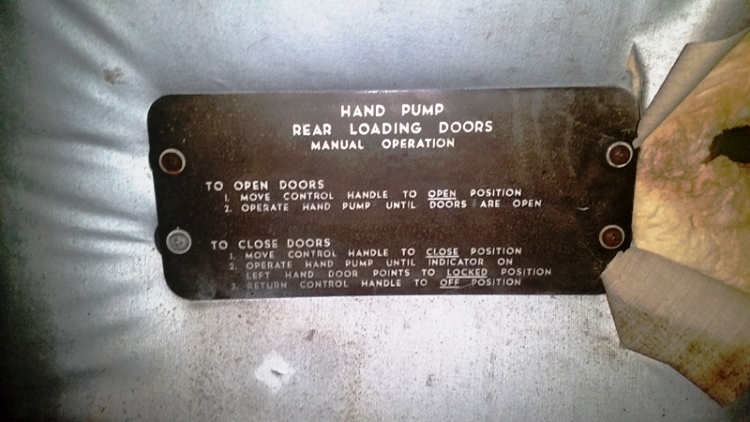 HAND PUMP
REAR LOADING DOORS
MANUAL OPERATION
TO OPEN DOORS
1. MOVE CONTROL HANDLE TO OPEN POSITION
2. OPERATE HAND PUMP UNTIL DOORS ARE OPEN
TO CLOSE DOORS
1. MOVE CONTROL HANDLE TO CLOSE POSITION
2. OPERATE HAND PUMP UNTIL INDICATOR ON
LEFT HAND DOOR POINTS TO LOCKED POSITION
3. RETURN CONTROL HANDLE TO OFF POSITION